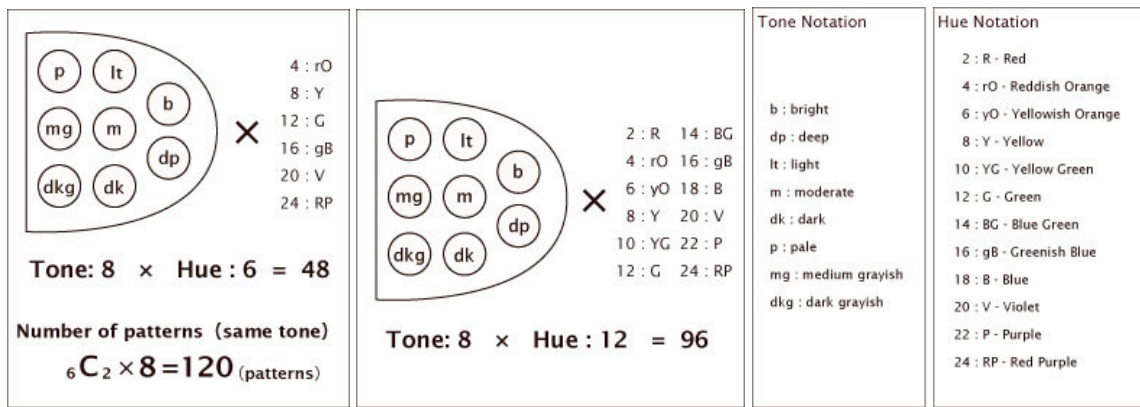 p lt
b
mg m
dp
dkg dk
×
4 : rO
8 : Y
12 : G
16 : gB
20 : V
24 : RP
Tone: 8 × Hue : 6 = 48
Number of patterns (same tone)
6C2 × 8 = 120 (patterns)
p lt
b
mg m
dp
dkg dk
×
2 : R 14 : BG
4 : rO 16 : gB
6 : yO 18 : B
8 : Y 20 : V
10 : YG 22 : P
12 : G 24 : RP
Tone: 8 × Hue : 12 = 96
Tone Notation
b : bright
dp : deep
lt : light
m : moderate
dk : dark
p : pale
mg : medium grayish
dkg : dark grayish
Hue Notation
2 : R - Red
4 : rO - Reddish Orange
6 : yO - Yellowish Orange
8 : Y - Yellow
10 : YG - Yellow Green
12 : G - Green
14 : BG - Blue Green
16 : gB - Greenish Blue
18 : B - Blue
20 : V - Violet
22 : P - Purple
24 : RP - Red Purple